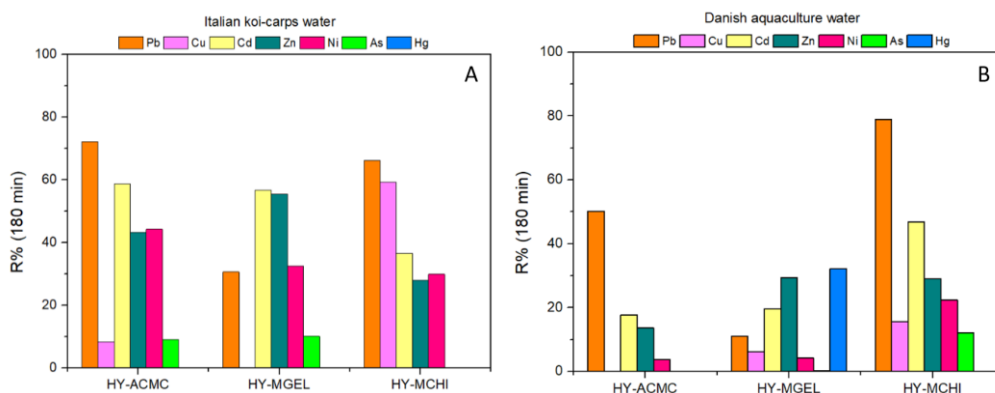 Italian koi-carps water
Pb Cu Cd Zn Ni As Hg
A
100
80
60
40
20
0
R% (180 min)
HY-ACMC HY-MGEL HY-MCHI
Danish aquaculture water
Pb Cu Cd Zn Ni As Hg
B
100
80
60
40
20
0
R% (180 min)
HY-ACMC HY-MGEL HY-MCHI